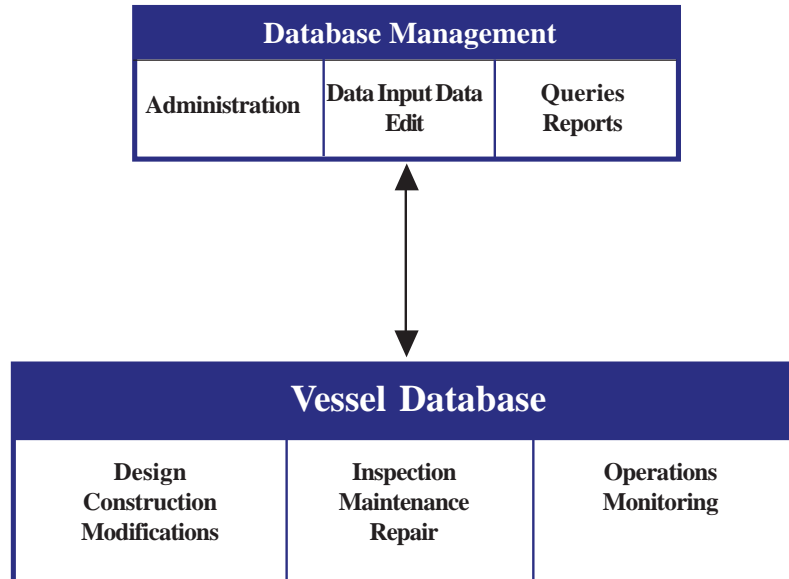 Database Management
Administration
Data Input Data
Edit
Queries
Reports
Vessel Database
Design
Construction
Modifications
Inspection
Maintenance
Repair
Operations
Monitoring